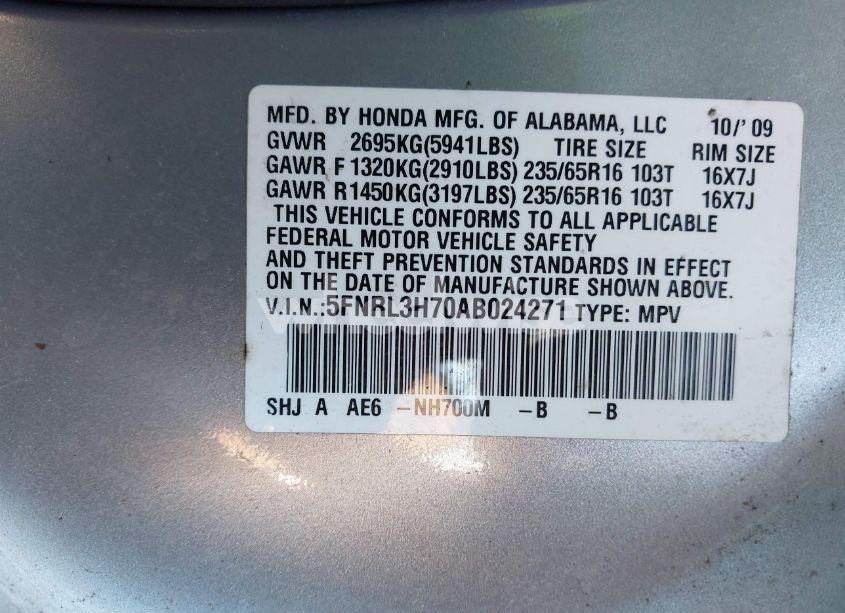 MFD. BY HONDA MFG. OF ALABAMA, LLC 10/'09
GVWR 2695KG(5941LBS) TIRE SIZE RIM SIZE
GAWR F 1320KG(2910LBS) 235/65R16 103T 16X7J
GAWR R 1450KG(3197LBS) 235/65R16 103T 16X7J
THIS VEHICLE CONFORMS TO ALL APPLICABLE
FEDERAL MOTOR VEHICLE SAFETY
AND THEFT PREVENTION STANDARDS IN EFFECT
ON THE DATE OF MANUFACTURE SHOWN ABOVE.
V.I.N.:5FNRL3H70AB024271 TYPE: MPV
SHJ A AE6 -NH700M -B -B